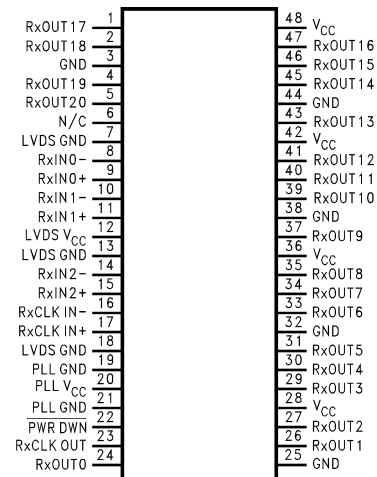 RxOUT17 1
RxOUT18 2
GND 3
RxOUT19 4
RxOUT20 5
N/C 6
LVDS GND 7
RxIN0- 8
RxIN0+ 9
RxIN1- 10
RxIN1+ 11
LVDS VCC 12
LVDS GND 13
RxIN2- 14
RxIN2+ 15
RxCLK IN- 16
RxCLK IN+ 17
LVDS GND 18
PLL GND 19
PLL VCC 20
PLL GND 21
PWR DWN 22
RxCLK OUT 23
RxOUT0 24
48 VCC
47 RxOUT16
46 RxOUT15
45 RxOUT14
44 GND
43 RxOUT13
42 VCC
41 RxOUT12
40 RxOUT11
39 RxOUT10
38 GND
37 RxOUT9
36 VCC
35 RxOUT8
34 RxOUT7
33 RxOUT6
32 GND
31 RxOUT5
30 RxOUT4
29 RxOUT3
28 VCC
27 RxOUT2
26 RxOUT1
25 GND